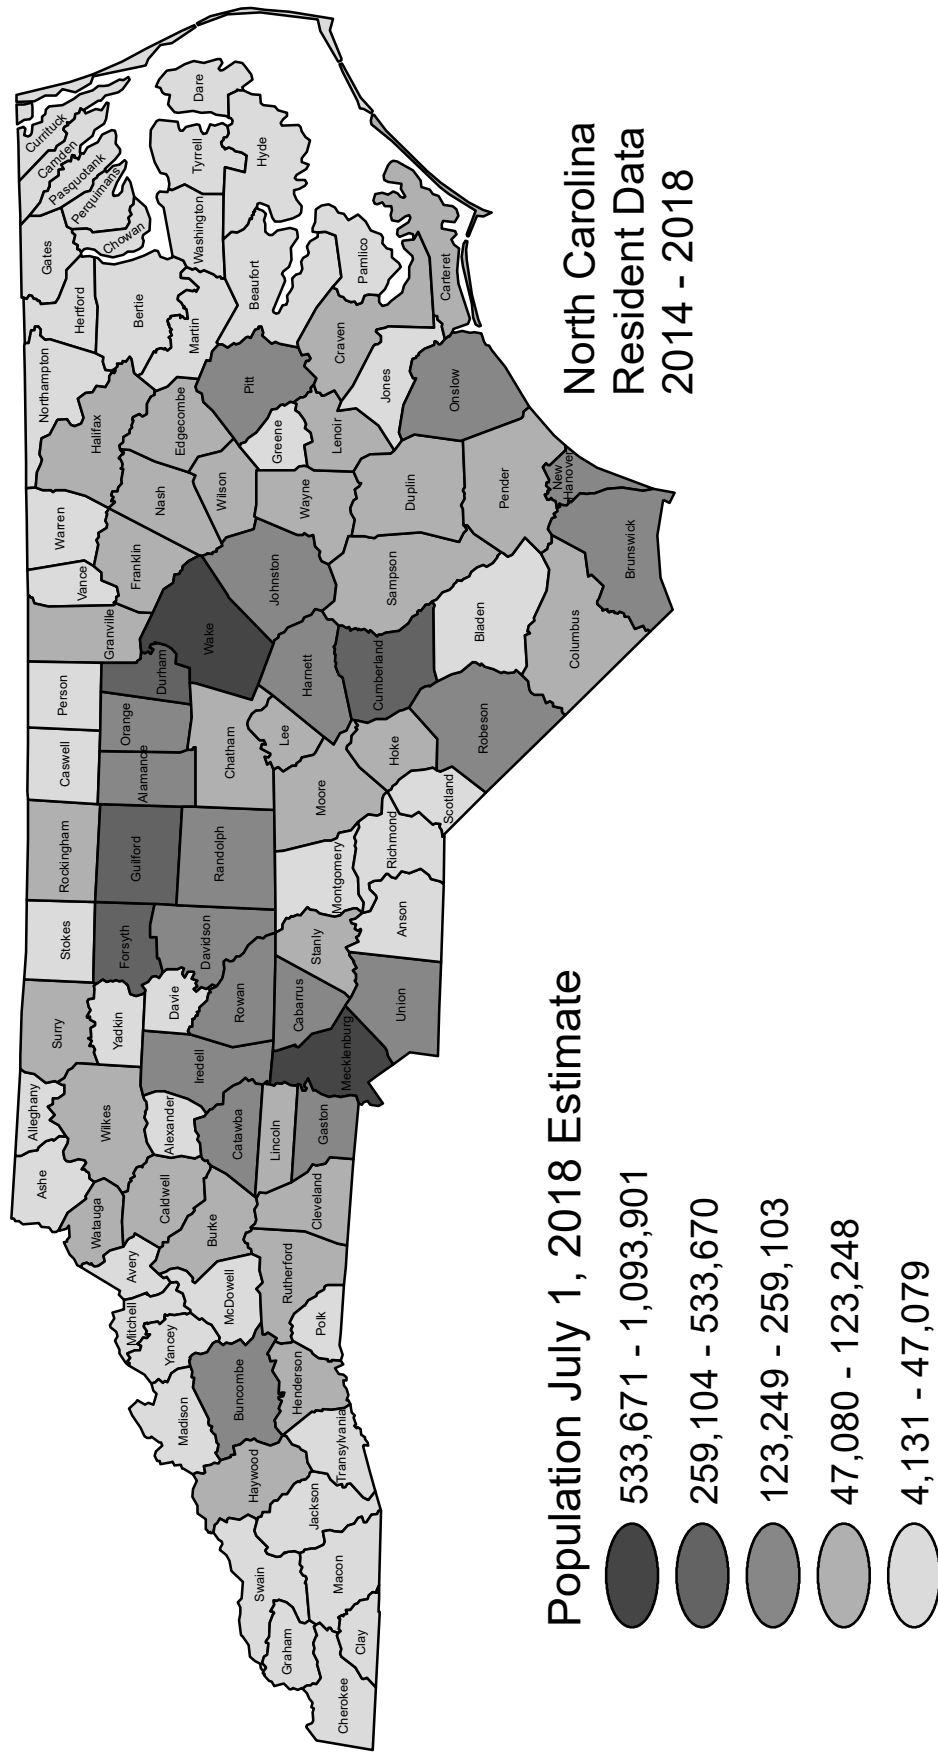 Cherokee
Graham
Clay
Swain
Macon
Jackson
Haywood
Transylvania
Madison
Buncombe
Henderson
Yancey
Mitchell
McDowell
Polk
Rutherford
Avery
Watauga
Caldwell
Burke
Cleveland
Ashe
Alleghany
Wilkes
Alexander
Catawba
Lincoln
Gaston
Surry
Yadkin
Iredell
Davie
Rowan
Mecklenburg
Cabarrus
Union
Stokes
Forsyth
Davidson
Stanly
Anson
Rockingham
Guilford
Randolph
Montgomery
Richmond
Scotland
Caswell
Alamance
Orange
Chatham
Moore
Lee
Hoke
Person
Durham
Granville
Wake
Harnett
Cumberland
Robeson
Vance
Warren
Franklin
Johnston
Sampson
Bladen
Columbus
Brunswick
Northampton
Halifax
Nash
Edgecombe
Wilson
Wayne
Greene
Lenoir
Duplin
Pender
New
Hanover
Onslow
Jones
Pitt
Craven
Carteret
Pamlico
Beaufort
Martin
Hertford
Bertie
Gates
Chowan
Perquimans
Pasquotank
Camden
Currituck
Washington
Tyrrell
Dare
Hyde
North Carolina
Resident Data
2014 - 2018
Population July 1, 2018 Estimate
533,671 - 1,093,901
259,104 - 533,670
123,249 - 259,103
47,080 - 123,248
4,131 - 47,079